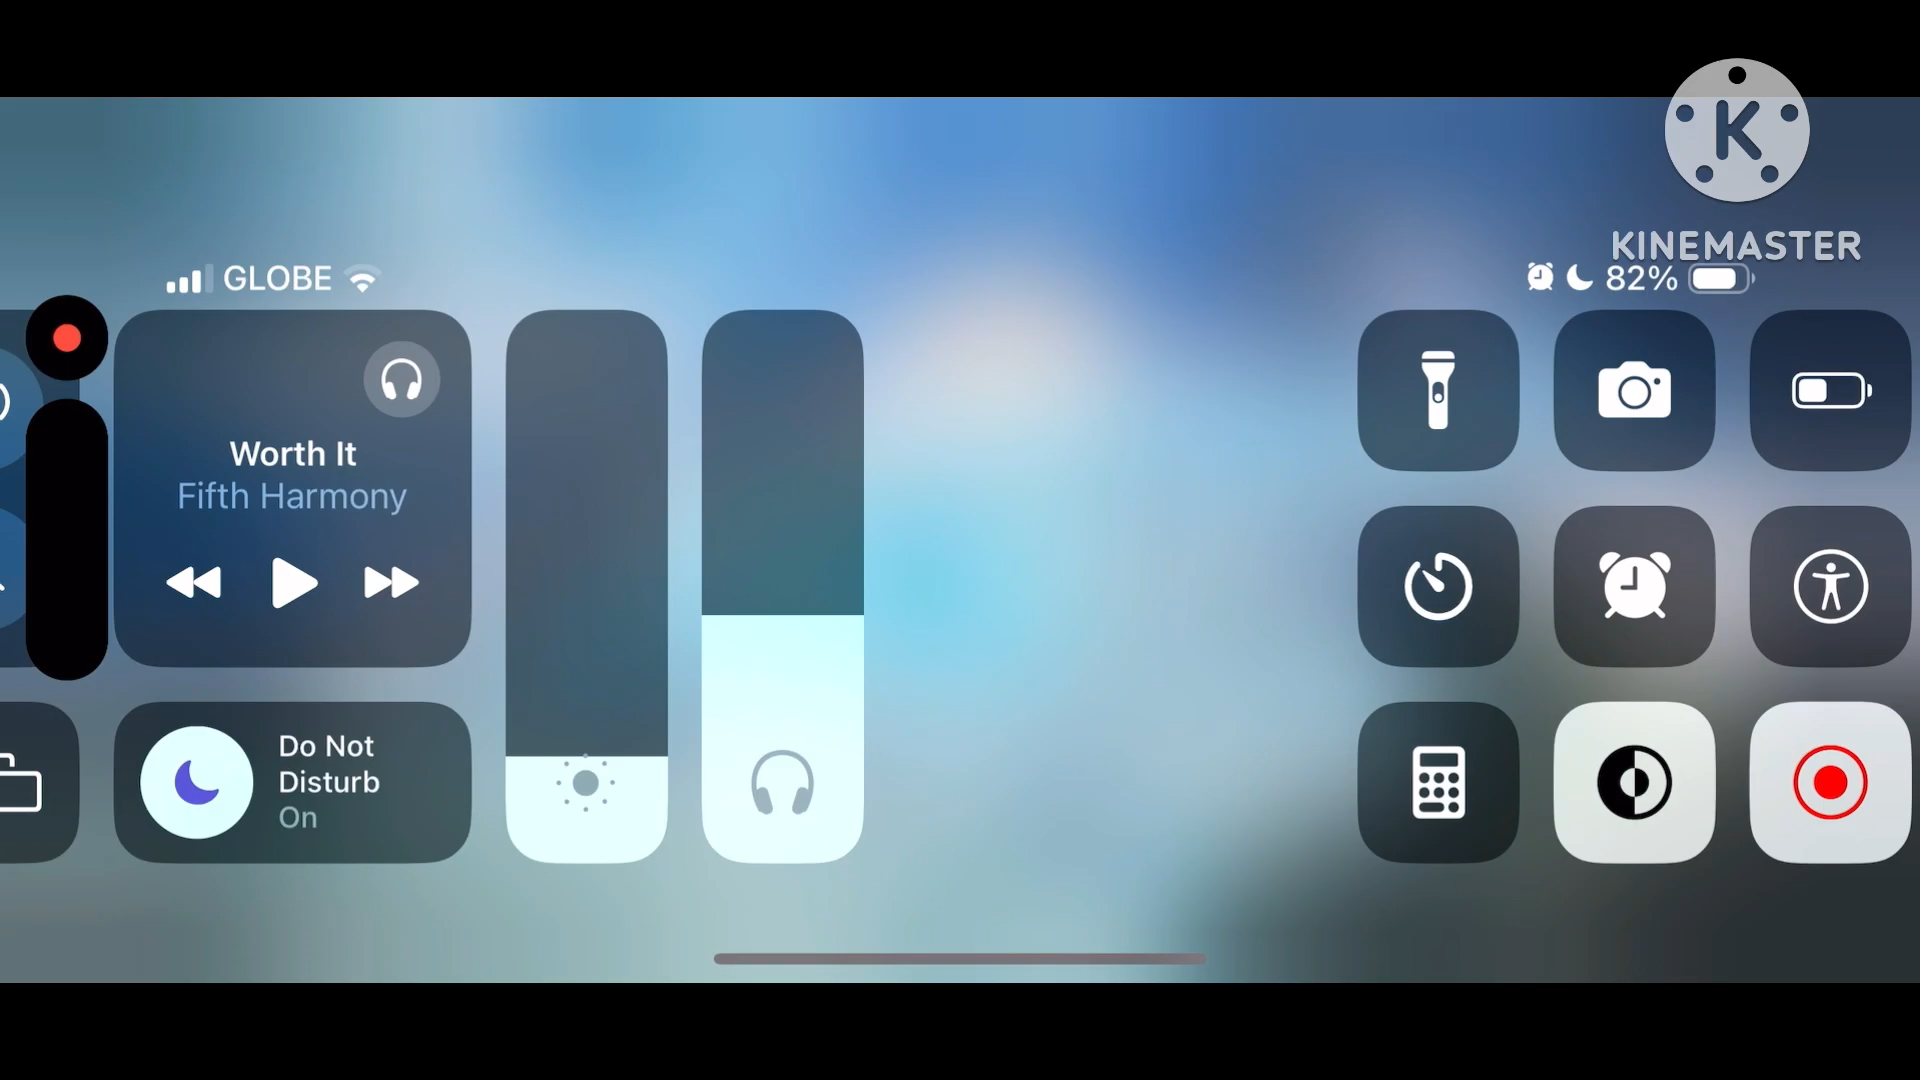 K
KINEMASTER
GLOBE
82%
Worth It
Fifth Harmony
Do Not
Disturb
On